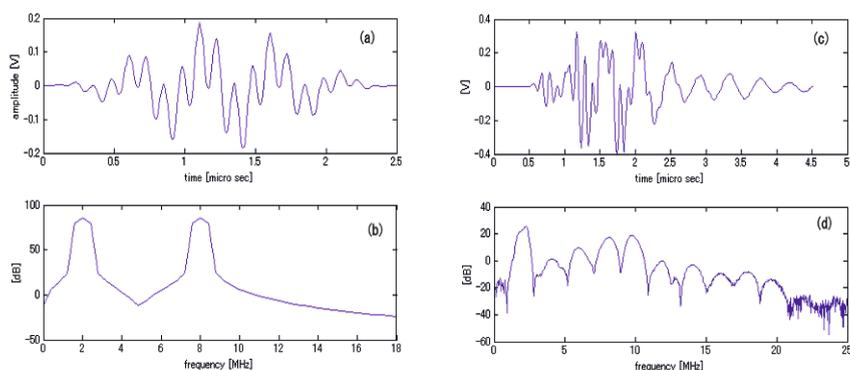 (a)
amplitude [V]
0.2
0.1
0
-0.1
-0.2
0 0.5 1 1.5 2 2.5
time [micro sec]
(c)
[V]
0.4
0.2
0
-0.2
-0.4
0 0.5 1 1.5 2 2.5 3 3.5 4 4.5 5
time [micro sec]
(b)
[dB]
100
50
0
-50
0 2 4 6 8 10 12 14 16 18
frequency [MHz]
(d)
[dB]
40
20
0
-20
-40
-60
0 5 10 15 20 25
frequency [MHz]